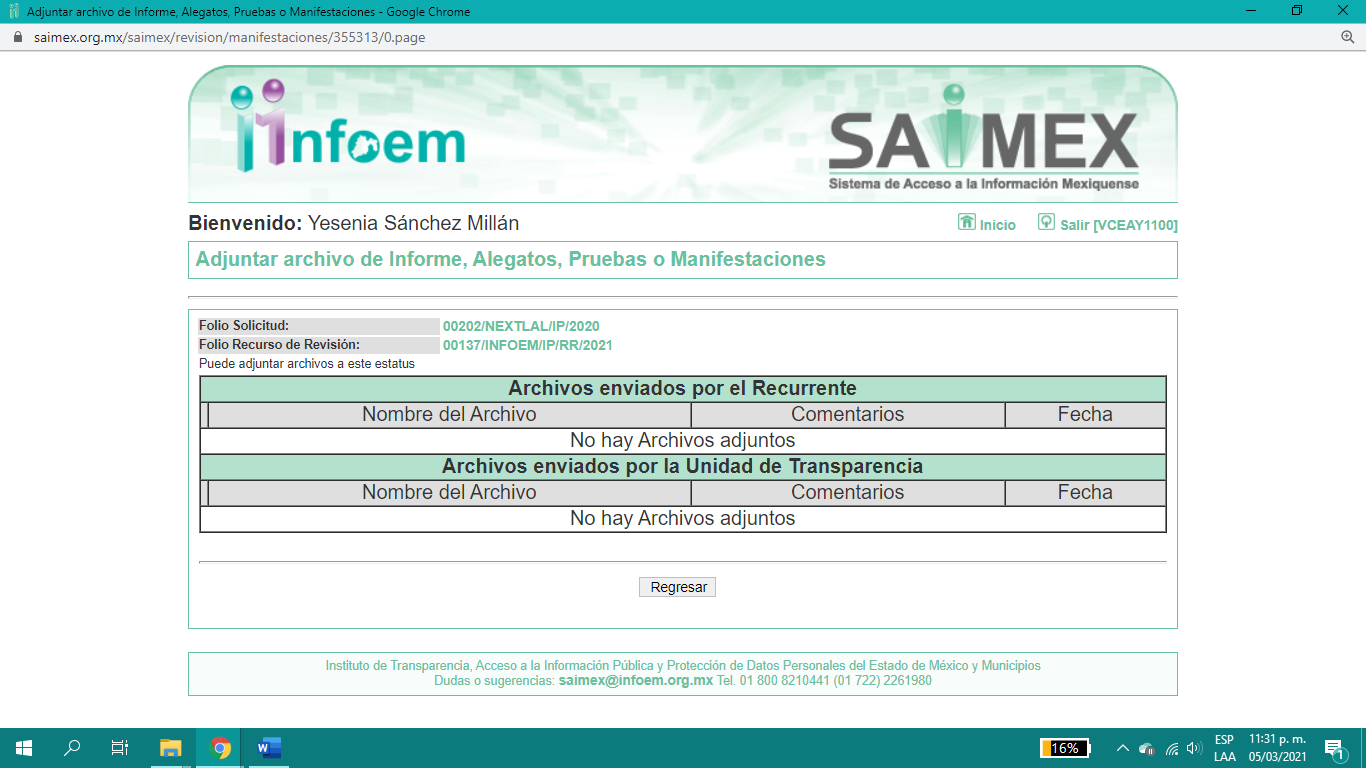 Adjuntar archivo de Informe, Alegatos, Pruebas o Manifestaciones - Google Chrome
saimex.org.mx/saimex/revision/manifestaciones/355313/0.page
infoem
SAIMEX
Sistema de Acceso a la Información Mexiquense
Bienvenido: Yesenia Sánchez Millán
Inicio
Salir [VCEAY1100]
Adjuntar archivo de Informe, Alegatos, Pruebas o Manifestaciones
Folio Solicitud: 00202/NEXTLAL/IP/2020
Folio Recurso de Revisión: 00137/INFOEM/IP/RR/2021
Puede adjuntar archivos a este estatus
Archivos enviados por el Recurrente
Nombre del Archivo Comentarios Fecha
No hay Archivos adjuntos
Archivos enviados por la Unidad de Transparencia
Nombre del Archivo Comentarios Fecha
No hay Archivos adjuntos
Regresar
Instituto de Transparencia, Acceso a la Información Pública y Protección de Datos Personales del Estado de México y Municipios
Dudas o sugerencias: saimex@infoem.org.mx Tel. 01 800 8210441 (01 722) 2261980
16%
ESP
LAA
11:31 p. m.
05/03/2021
1